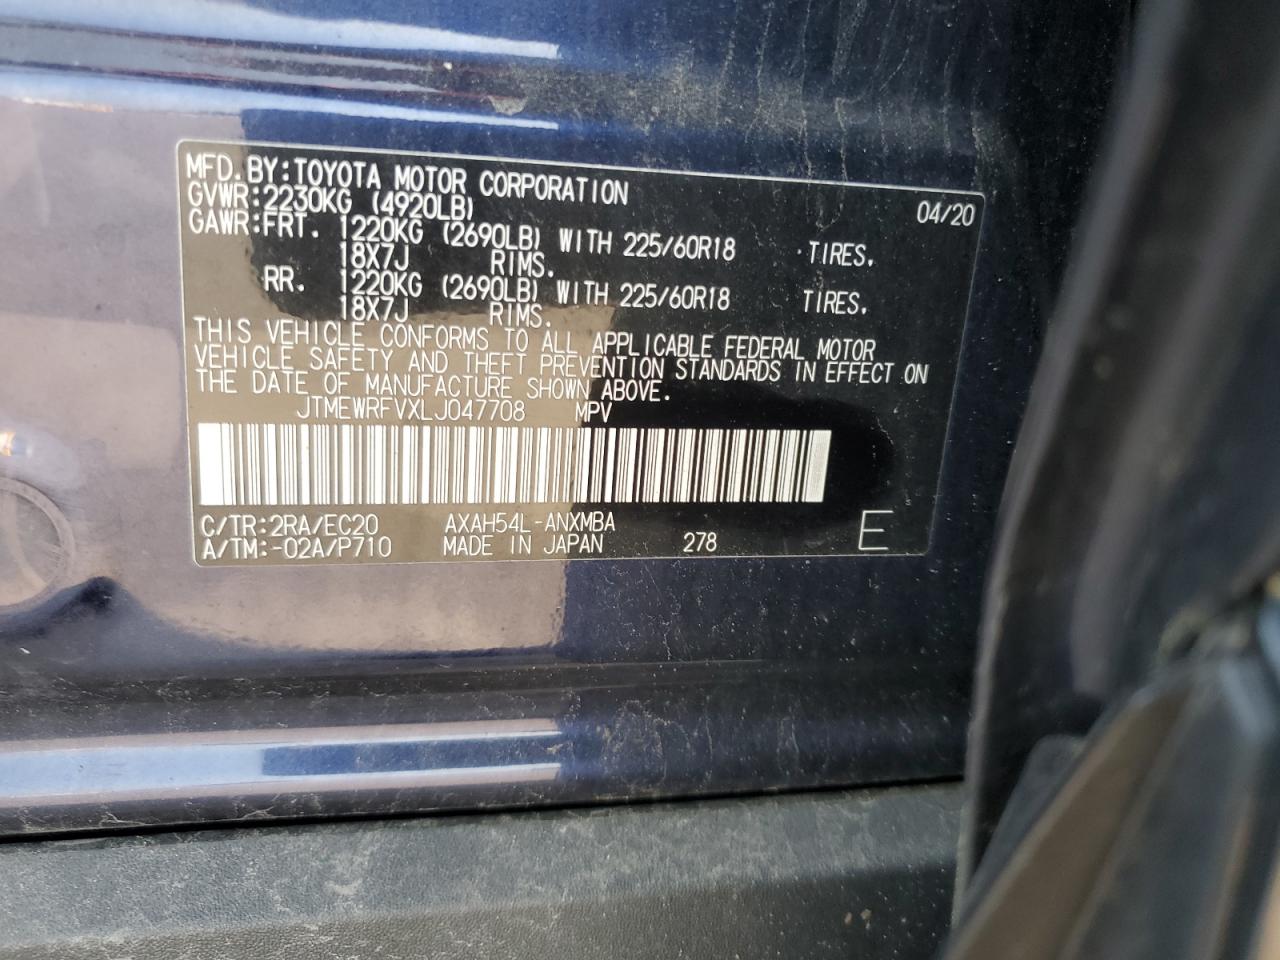 MFD. BY: TOYOTA MOTOR CORPORATION 04/20
GVWR: 2230KG (4920LB)
GAWR: FRT. 1220KG (2690LB) WITH 225/60R18 TIRES.
18X7J RIMS.
RR. 1220KG (2690LB) WITH 225/60R18 TIRES.
18X7J RIMS.
THIS VEHICLE CONFORMS TO ALL APPLICABLE FEDERAL MOTOR
VEHICLE SAFETY AND THEFT PREVENTION STANDARDS IN EFFECT ON
THE DATE OF MANUFACTURE SHOWN ABOVE.
JTMEWRFVXLJ047708 MPV
C/TR: 2RA/EC20 AXAH54L-ANXMBA
A/TM: -02A/P710 MADE IN JAPAN 278 E